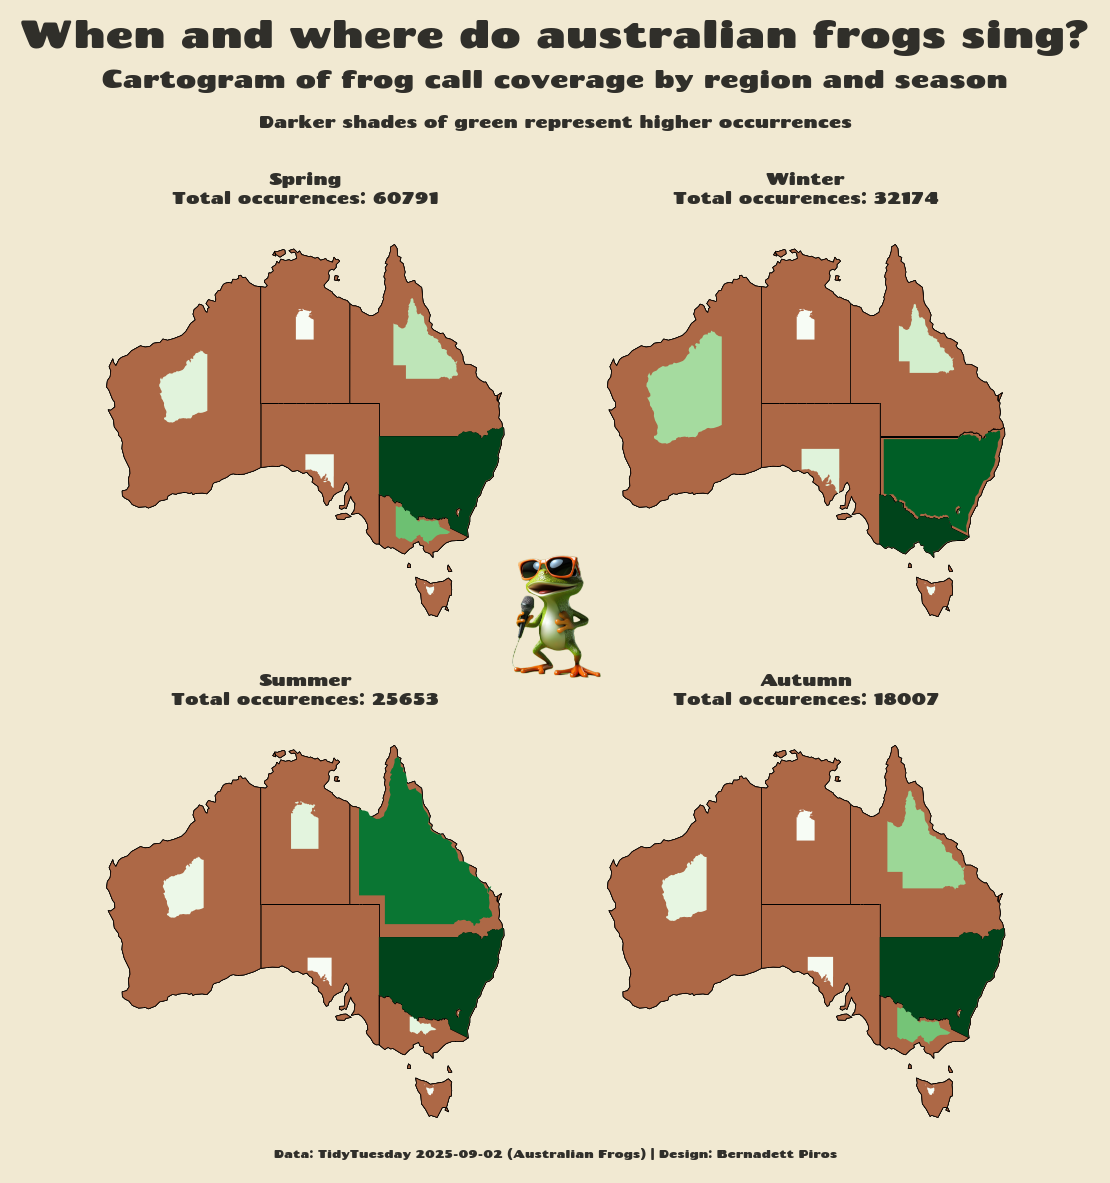 When and where do australian frogs sing?
Cartogram of frog call coverage by region and season
Darker shades of green represent higher occurrences
Spring
Total occurences: 60791
Winter
Total occurences: 32174
Summer
Total occurences: 25653
Autumn
Total occurences: 18007
Data: TidyTuesday 2025-09-02 (Australian Frogs) | Design: Bernadett Piros